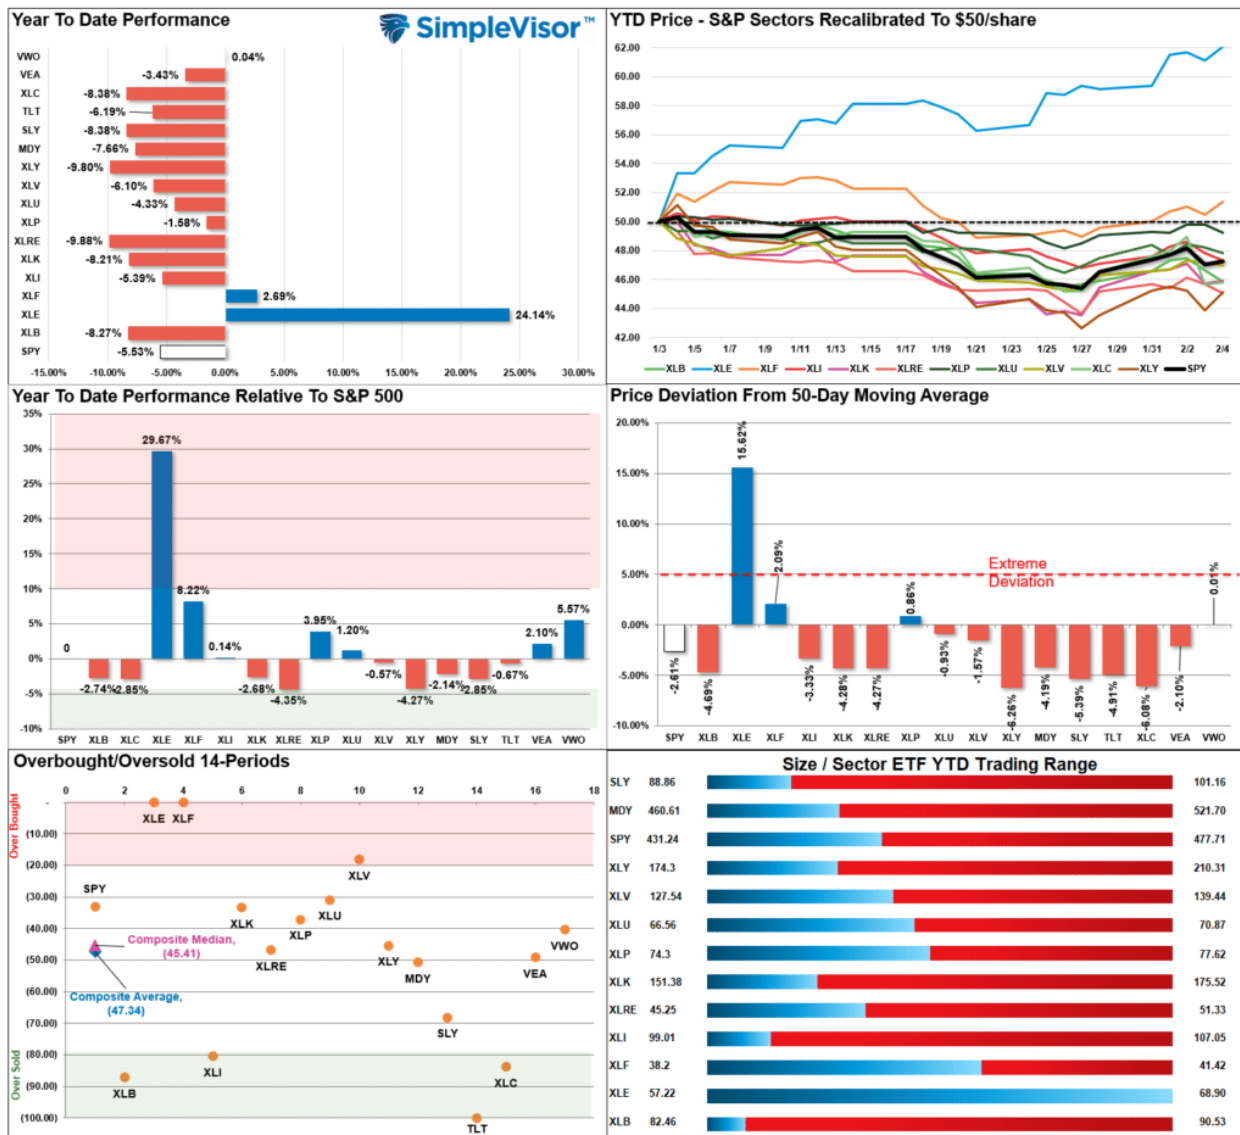 Year To Date Performance
SimpleVisor™
VWO 0.04%
VEA -3.43%
XLC -8.38%
TLT -6.19%
SLY -8.38%
MDY -7.66%
XLY -9.80%
XLV -6.10%
XLU -4.33%
XLP -1.58%
XLRE -9.88%
XLK -8.21%
XLI -5.39%
XLF 2.69%
XLE 24.14%
XLB -8.27%
SPY -5.53%
-15.00% -10.00% -5.00% 0.00% 5.00% 10.00% 15.00% 20.00% 25.00% 30.00%
YTD Price - S&P Sectors Recalibrated To $50/share
62.00
60.00
58.00
56.00
54.00
52.00
50.00
48.00
46.00
44.00
42.00
1/3 1/5 1/7 1/9 1/11 1/13 1/15 1/17 1/19 1/21 1/23 1/25 1/27 1/29 1/31 2/2 2/4
XLB XLE XLF XLI XLK XLRE XLP XLU XLV XLC XLY SPY
Year To Date Performance Relative To S&P 500
35%
30%
25%
20%
15%
10%
5%
0%
-5%
-10%
0 -2.74% -2.85% 29.67% 8.22% 0.14% -2.68% -4.35% 3.95% 1.20% -0.57% -4.27% -2.14% -2.85% -0.67% 2.10% 5.57%
SPY XLB XLC XLE XLF XLI XLK XLRE XLP XLU XLV XLY MDY SLY TLT VEA VWO
Price Deviation From 50-Day Moving Average
20.00%
15.00%
10.00%
5.00%
0.00%
-5.00%
-10.00%
Extreme
Deviation
-2.61% -4.69% 15.62% 2.09% -3.33% -4.28% -4.27% 0.86% -0.93% -1.57% -6.26% -4.19% -5.39% -4.91% -6.08% -2.10% 0.01%
SPY XLB XLE XLF XLI XLK XLRE XLP XLU XLV XLY MDY SLY TLT XLC VEA VWO
Overbought/Oversold 14-Periods
0 2 4 6 8 10 12 14 16 18
-
(10.00)
(20.00)
(30.00)
(40.00)
(50.00)
(60.00)
(70.00)
(80.00)
(90.00)
(100.00)
Over Bought
Over Sold
XLE XLF
XLV
SPY
XLU
XLK
XLP
Composite Median,
(45.41)
XLRE
XLY
VWO
MDY
VEA
Composite Average,
(47.34)
SLY
XLI
XLC
XLB
TLT
Size / Sector ETF YTD Trading Range
SLY 88.86 101.16
MDY 460.61 521.70
SPY 431.24 477.71
XLY 174.3 210.31
XLV 127.54 139.44
XLU 66.56 70.87
XLP 74.3 77.62
XLK 151.38 175.52
XLRE 45.25 51.33
XLI 99.01 107.05
XLF 38.2 41.42
XLE 57.22 68.90
XLB 82.46 90.53